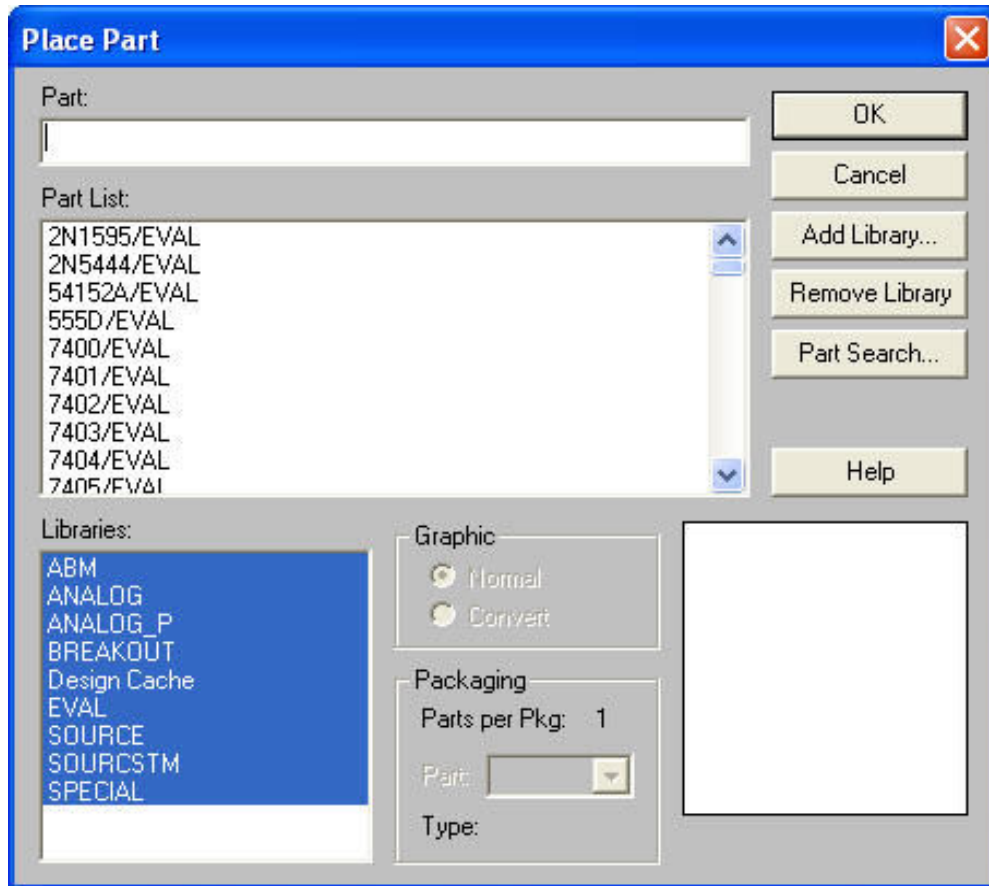 Place Part
Part:
OK
Cancel
Part List:
2N1595/EVAL
2N5444/EVAL
54152A/EVAL
555D/EVAL
7400/EVAL
7401/EVAL
7402/EVAL
7403/EVAL
7404/EVAL
7405/EVAL
Add Library...
Remove Library
Part Search...
Help
Libraries:
ABM
ANALOG
ANALOG_P
BREAKOUT
Design Cache
EVAL
SOURCE
SOURCSTM
SPECIAL
Graphic
Normal
Convert
Packaging
Parts per Pkg: 1
Part:
Type: